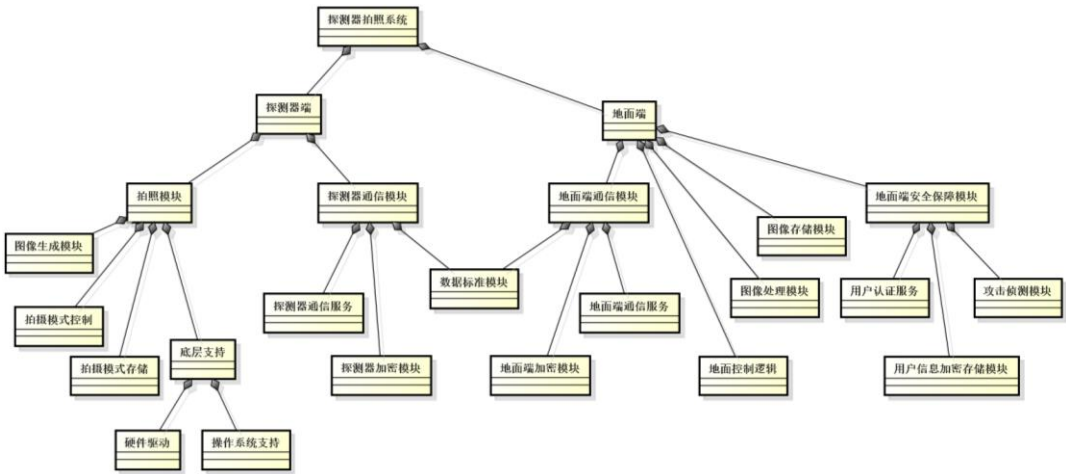 探测器拍照系统
探测器端
地面端
拍照模块
探测器通信模块
地面端通信模块
地面端安全保障模块
图像存储模块
图像生成模块
数据标准模块
图像处理模块
用户认证服务
攻击侦测模块
拍摄模式控制
探测器通信服务
地面端通信服务
底层支持
拍摄模式存储
探测器加密模块
地面端加密模块
地面控制逻辑
用户信息加密存储模块
硬件驱动
操作系统支持